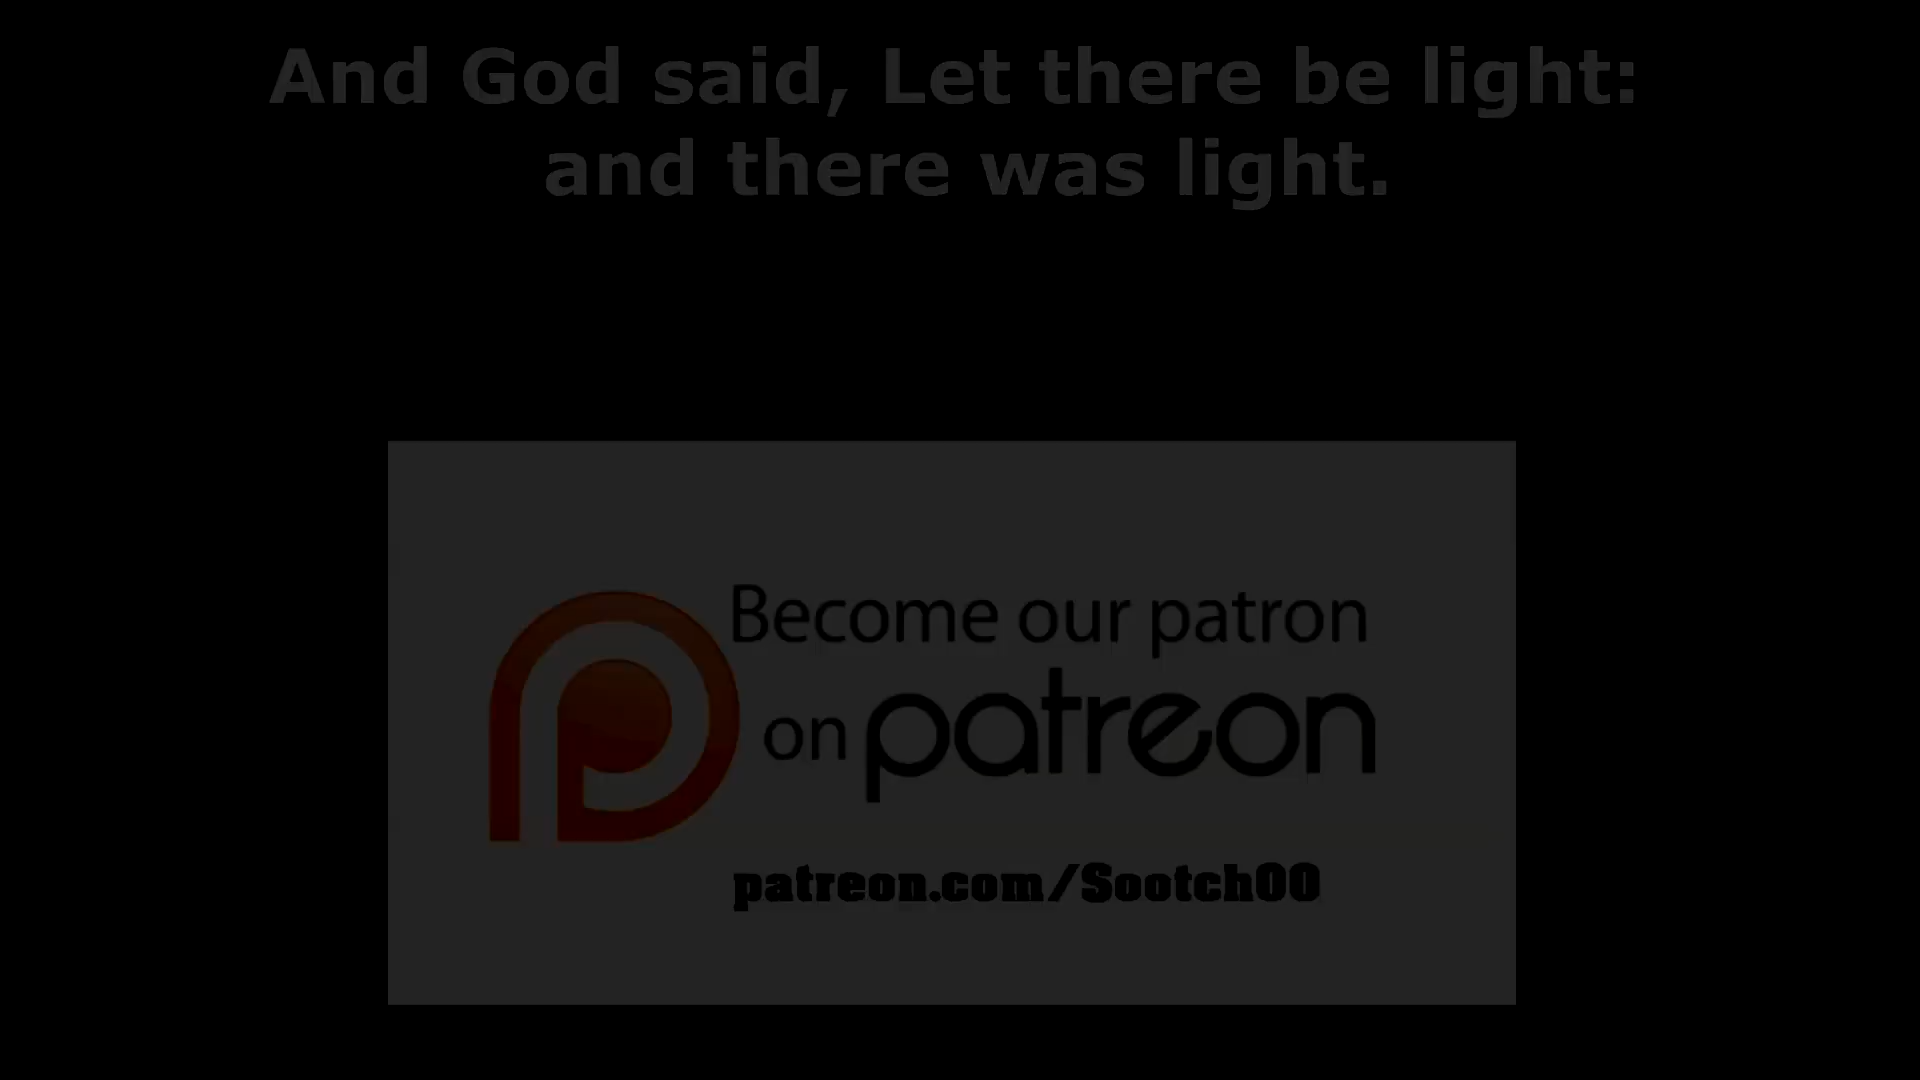 And God said, Let there be light:
and there was light.
Become our patron
on patreon
patreon.com/Sootch00